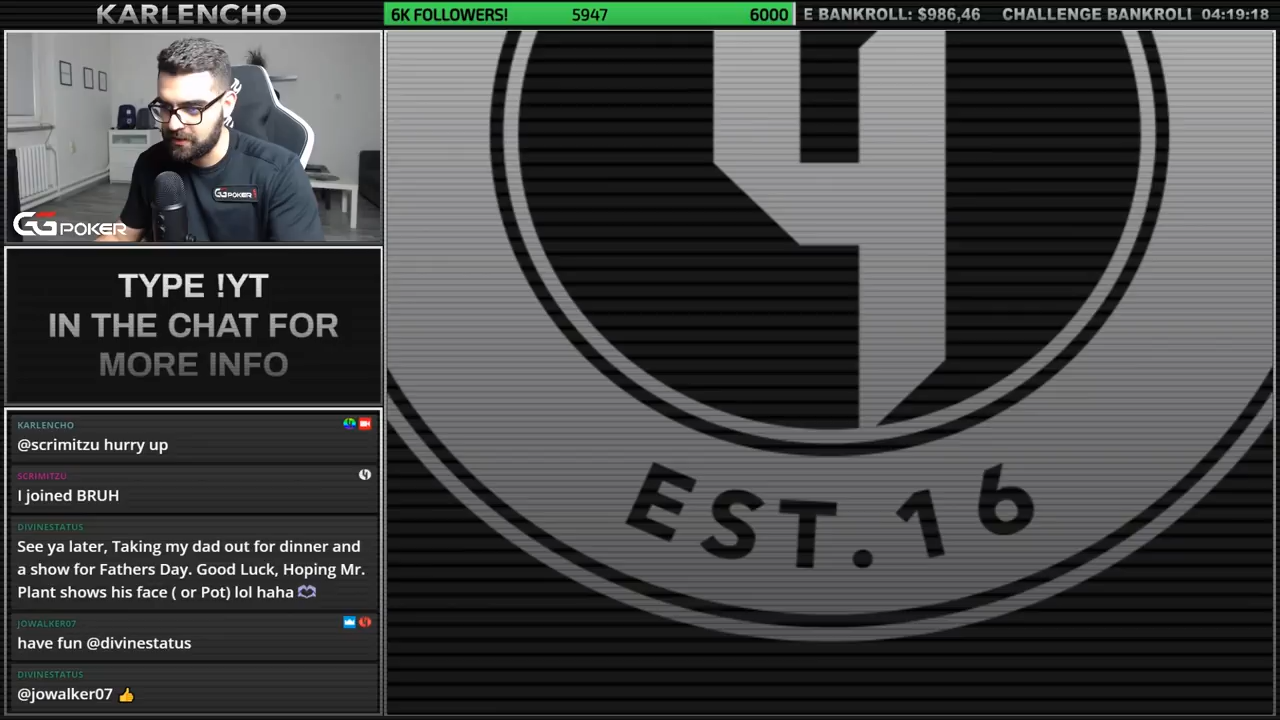 KARLENCHO
6K FOLLOWERS! 5947 6000
E BANKROLL: $986,46 CHALLENGE BANKROLL 04:19:18
GGPOKER
GGPOKER
TYPE !YT
IN THE CHAT FOR
MORE INFO
KARLENCHO
@scrimitzu hurry up
SCRIMITZU
I joined BRUH
DIVINESTATUS
See ya later, Taking my dad out for dinner and
a show for Fathers Day. Good Luck, Hoping Mr.
Plant shows his face ( or Pot) lol haha
JOWALKER07
have fun @divinestatus
DIVINESTATUS
@jowalker07 👍
EST.16